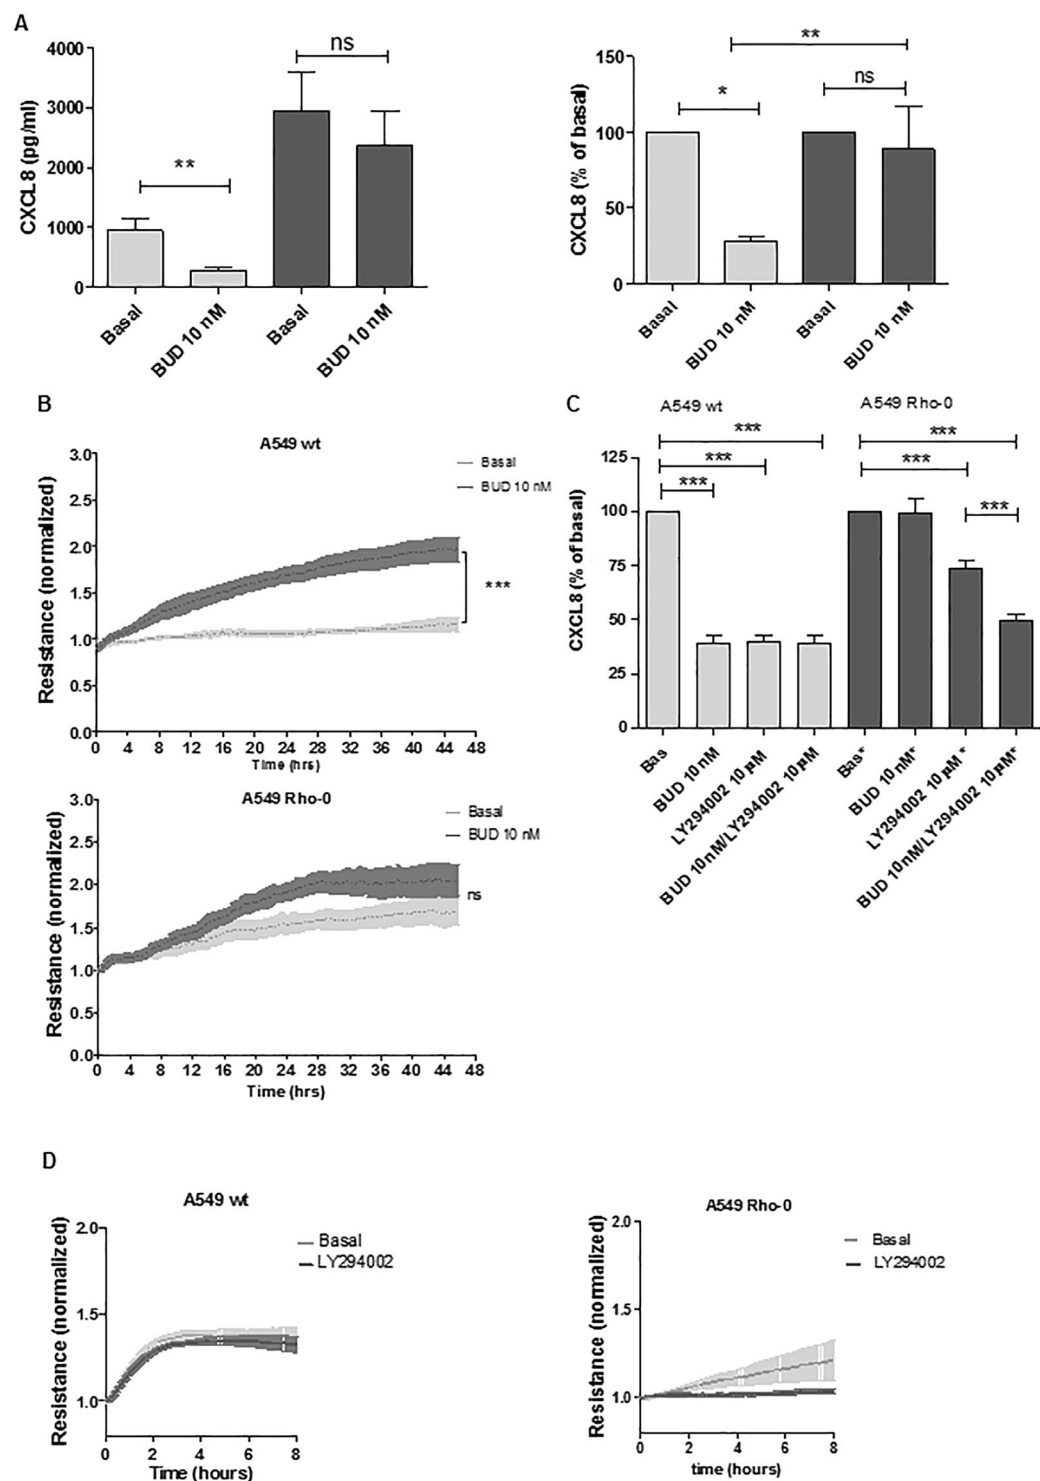 A
CXCL8 (pg/ml)
4000
3000
2000
1000
0
**
ns
Basal
BUD 10 nM
Basal
BUD 10 nM
CXCL8 (% of basal)
150
100
50
0
*
**
ns
Basal
BUD 10 nM
Basal
BUD 10 nM
B
A549 wt
Resistance (normalized)
3.0
2.5
2.0
1.5
1.0
0.5
0.0
0 4 8 12 16 20 24 28 32 36 40 44 48
Time (hrs)
Basal
BUD 10 nM
***
A549 Rho-0
Resistance (normalized)
3.0
2.5
2.0
1.5
1.0
0.5
0.0
0 4 8 12 16 20 24 28 32 36 40 44 48
Time (hrs)
Basal
BUD 10 nM
ns
C
A549 wt
A549 Rho-0
CXCL8 (% of basal)
125
100
75
50
25
0
***
***
***
***
***
***
Bas
BUD 10 nM
LY294002 10 µM
BUD 10nM/LY294002 10µM
Bas*
BUD 10 nM*
LY294002 10 µM *
BUD 10nM/LY294002 10µM*
D
A549 wt
Resistance (normalized)
2.0
1.5
1.0
0 2 4 6 8
Time (hours)
Basal
LY294002
A549 Rho-0
Resistance (normalized)
2.0
1.5
1.0
0 2 4 6 8
time (hours)
Basal
LY294002